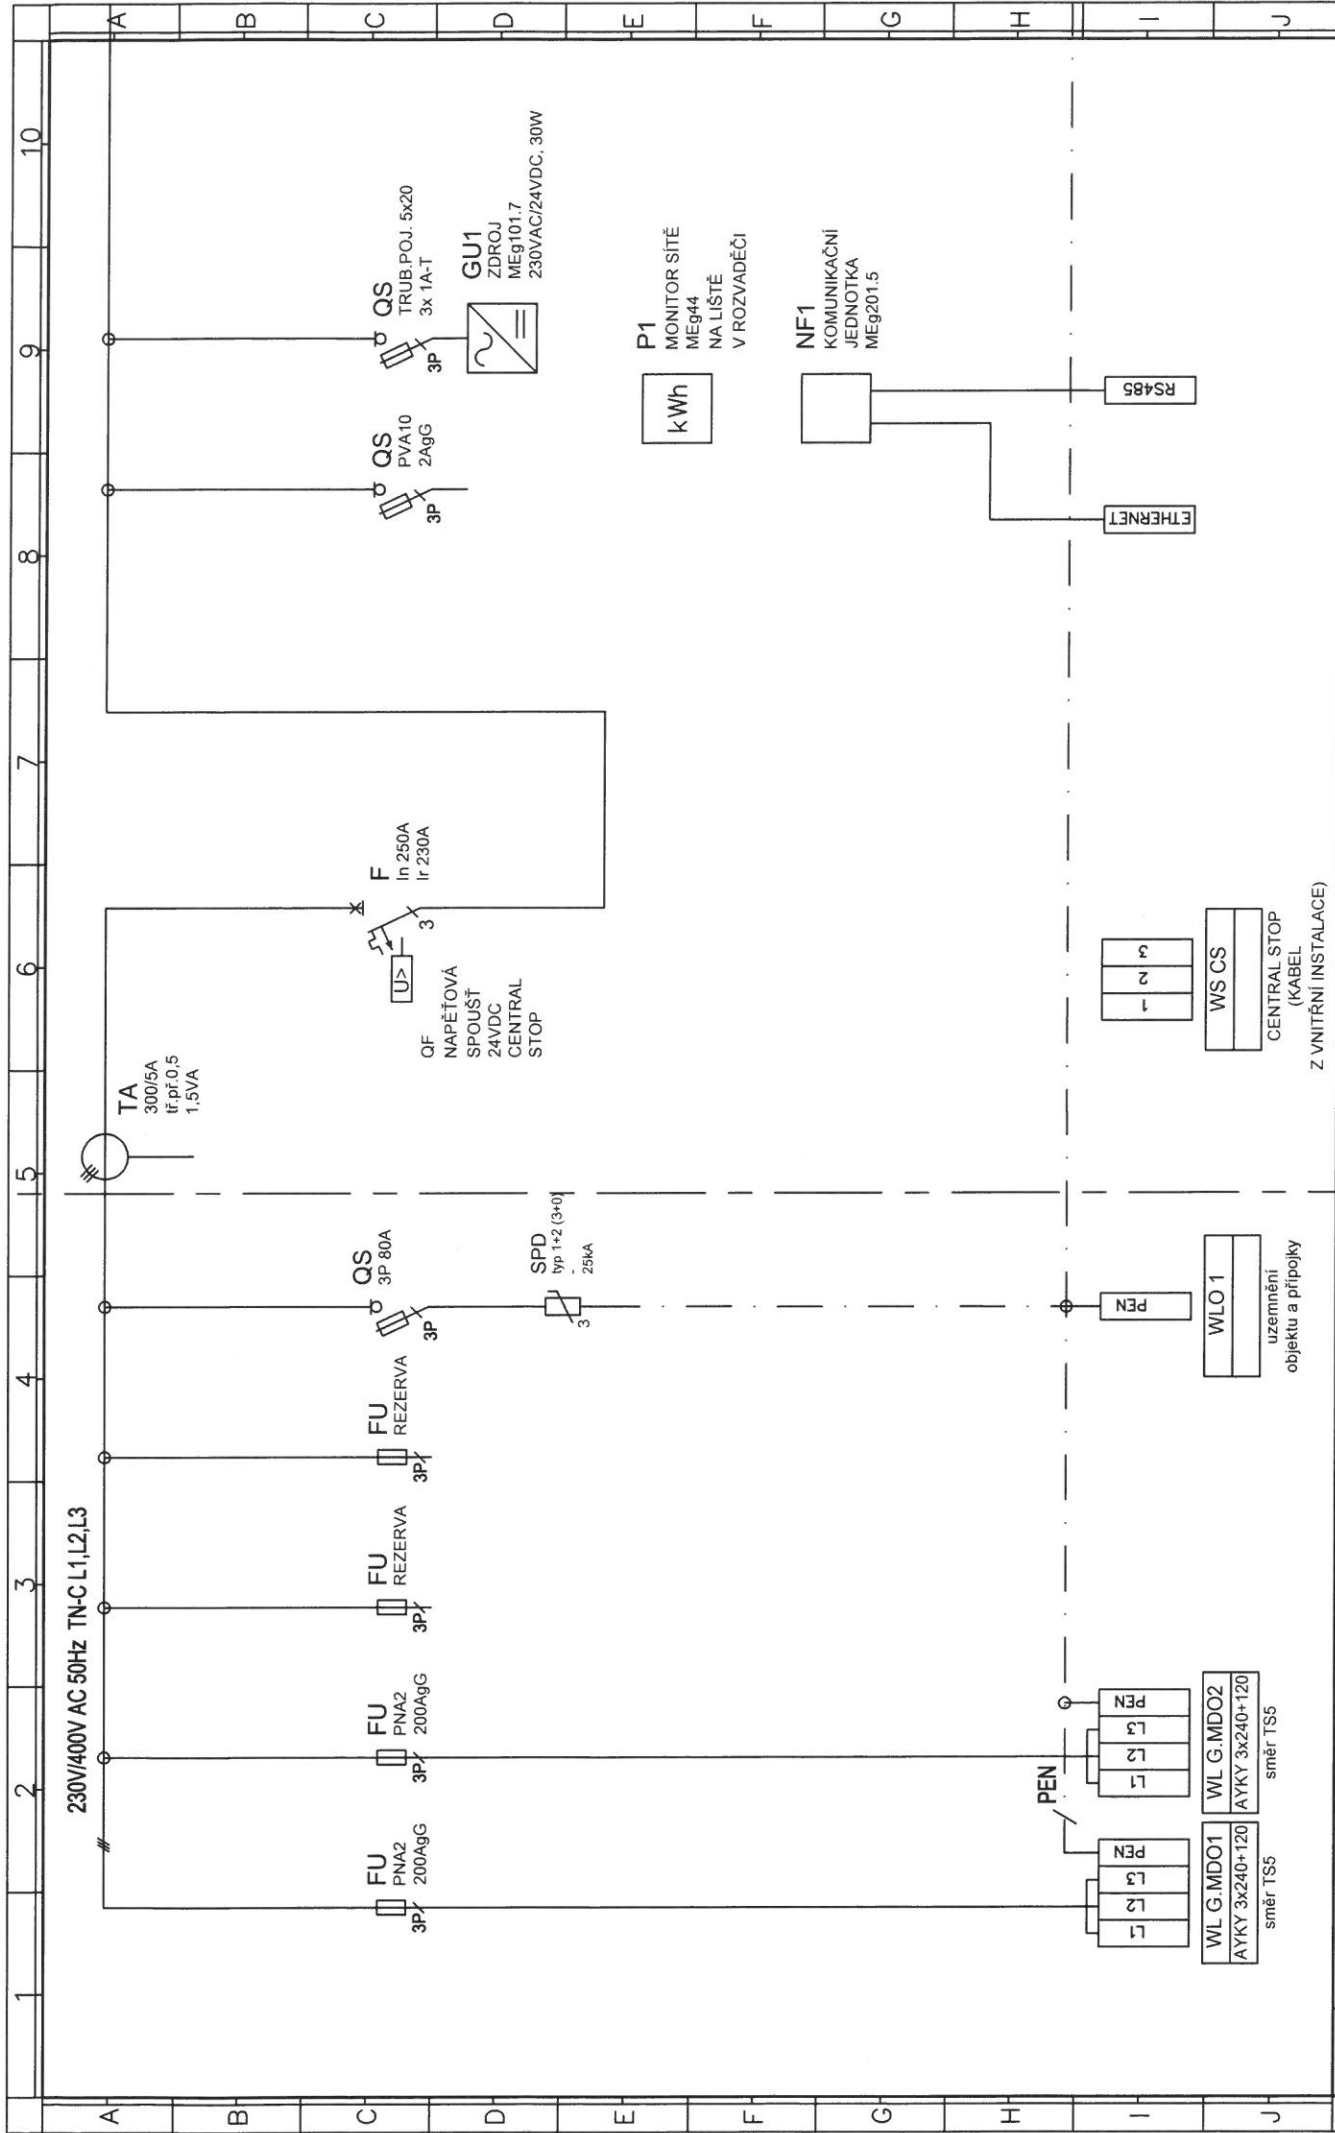 1 2 3 4 5 6 7 8 9 10
A
B
C
D
E
F
G
H
I
J
A
B
C
D
E
F
G
H
I
J
230V/400V AC 50Hz TN-C L1,L2,L3
FU
PNA2
200AgG
3P
FU
PNA2
200AgG
3P
FU
REZERVA
3P
FU
REZERVA
3P
QS
3P 80A
3P
SPD
typ 1+2 (3+0)
-
25kA
3
TA
300/5A
tř.př.0,5
1,5VA
F
In 250A
Ir 230A
3
U>
QF
NAPĚŤOVÁ
SPOUŠŤ
24VDC
CENTRAL
STOP
QS
PVA10
2AgG
3P
QS
TRUB.POJ. 5x20
3x 1A-T
3P
GU1
ZDROJ
MEg101.7
230VAC/24VDC, 30W
kWh
P1
MONITOR SÍTĚ
MEg44
NA LIŠTĚ
V ROZVADĚČI
NF1
KOMUNIKAČNÍ
JEDNOTKA
MEg201.5
PEN
L1 L2 L3 PEN
WL G.MDO1
AYKY 3x240+120
směr TS5
L1 L2 L3 PEN
WL G.MDO2
AYKY 3x240+120
směr TS5
PEN
WLO 1
uzemnění
objektu a přípojky
1 2 3
WS CS
CENTRAL STOP
(KABEL
Z VNITŘNÍ INSTALACE)
ETHERNET
RS485